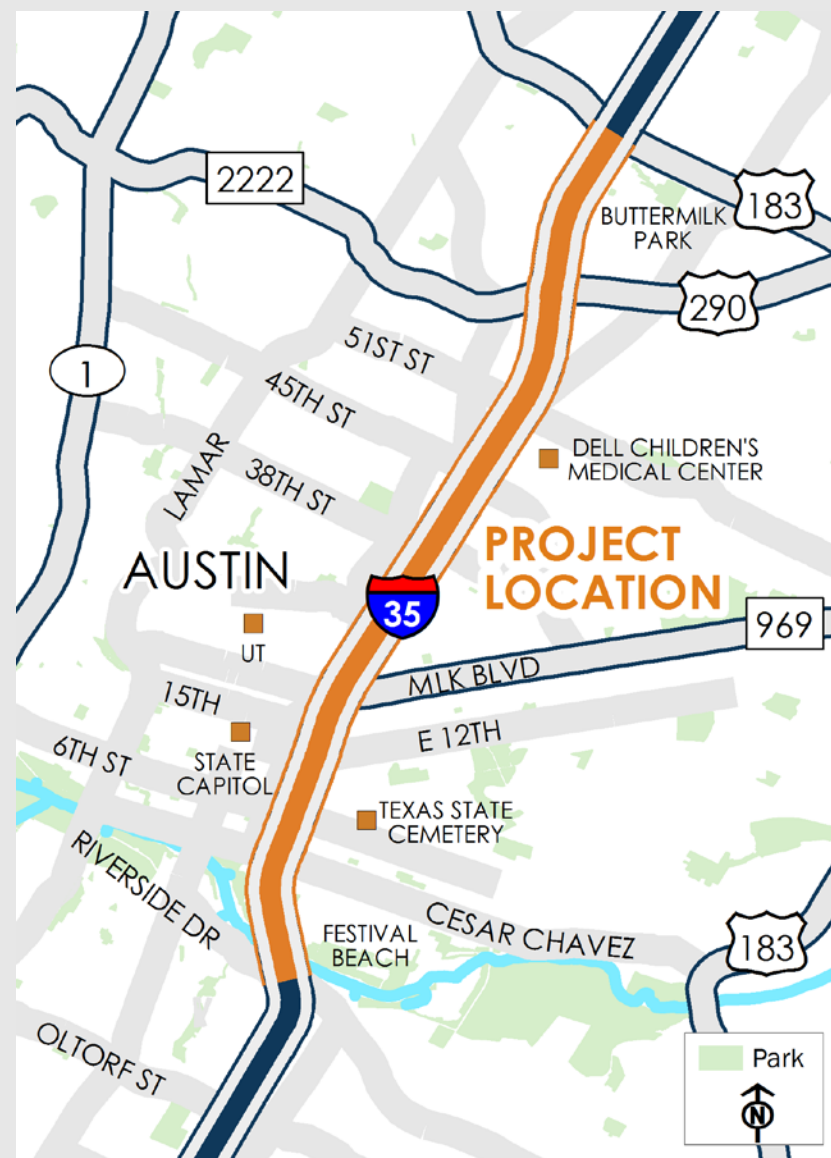 2222
183
BUTTERMILK
PARK
290
51ST ST
1
45TH ST
LAMAR
38TH ST
DELL CHILDREN'S
MEDICAL CENTER
PROJECT
LOCATION
AUSTIN
35
969
UT
MLK BLVD
15TH
E 12TH
6TH ST
STATE
CAPITOL
TEXAS STATE
CEMETERY
RIVERSIDE DR
CESAR CHAVEZ
FESTIVAL
BEACH
183
OLTORF ST
Park
N